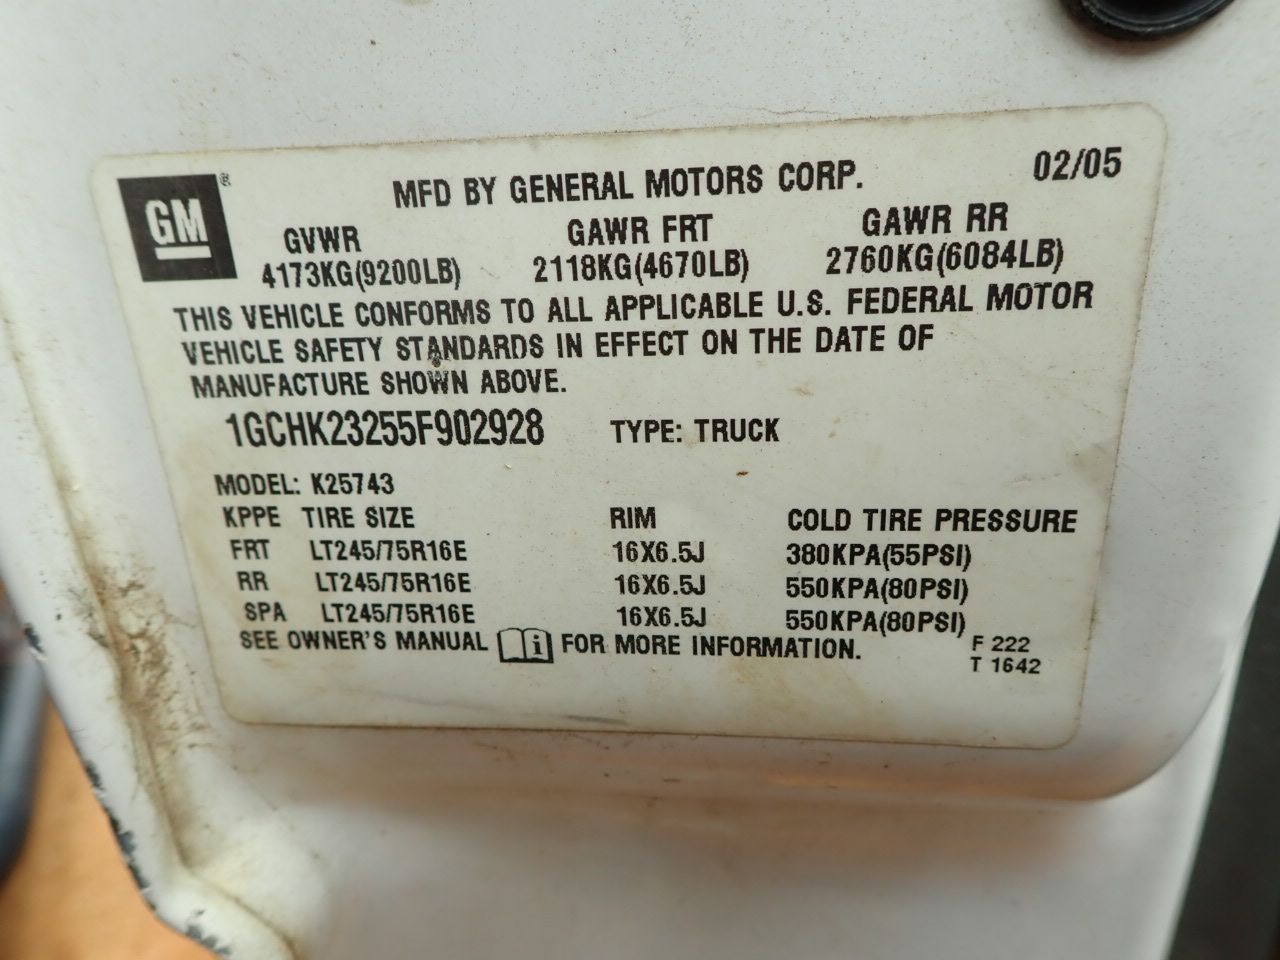 GM ®
MFD BY GENERAL MOTORS CORP. 02/05
GVWR GAWR FRT GAWR RR
4173KG(9200LB) 2118KG(4670LB) 2760KG(6084LB)
THIS VEHICLE CONFORMS TO ALL APPLICABLE U.S. FEDERAL MOTOR
VEHICLE SAFETY STANDARDS IN EFFECT ON THE DATE OF
MANUFACTURE SHOWN ABOVE.
1GCHK23255F902928 TYPE: TRUCK
MODEL: K25743
KPPE TIRE SIZE RIM COLD TIRE PRESSURE
FRT LT245/75R16E 16X6.5J 380KPA(55PSI)
RR LT245/75R16E 16X6.5J 550KPA(80PSI)
SPA LT245/75R16E 16X6.5J 550KPA(80PSI)
SEE OWNER'S MANUAL i FOR MORE INFORMATION. F 222
T 1642